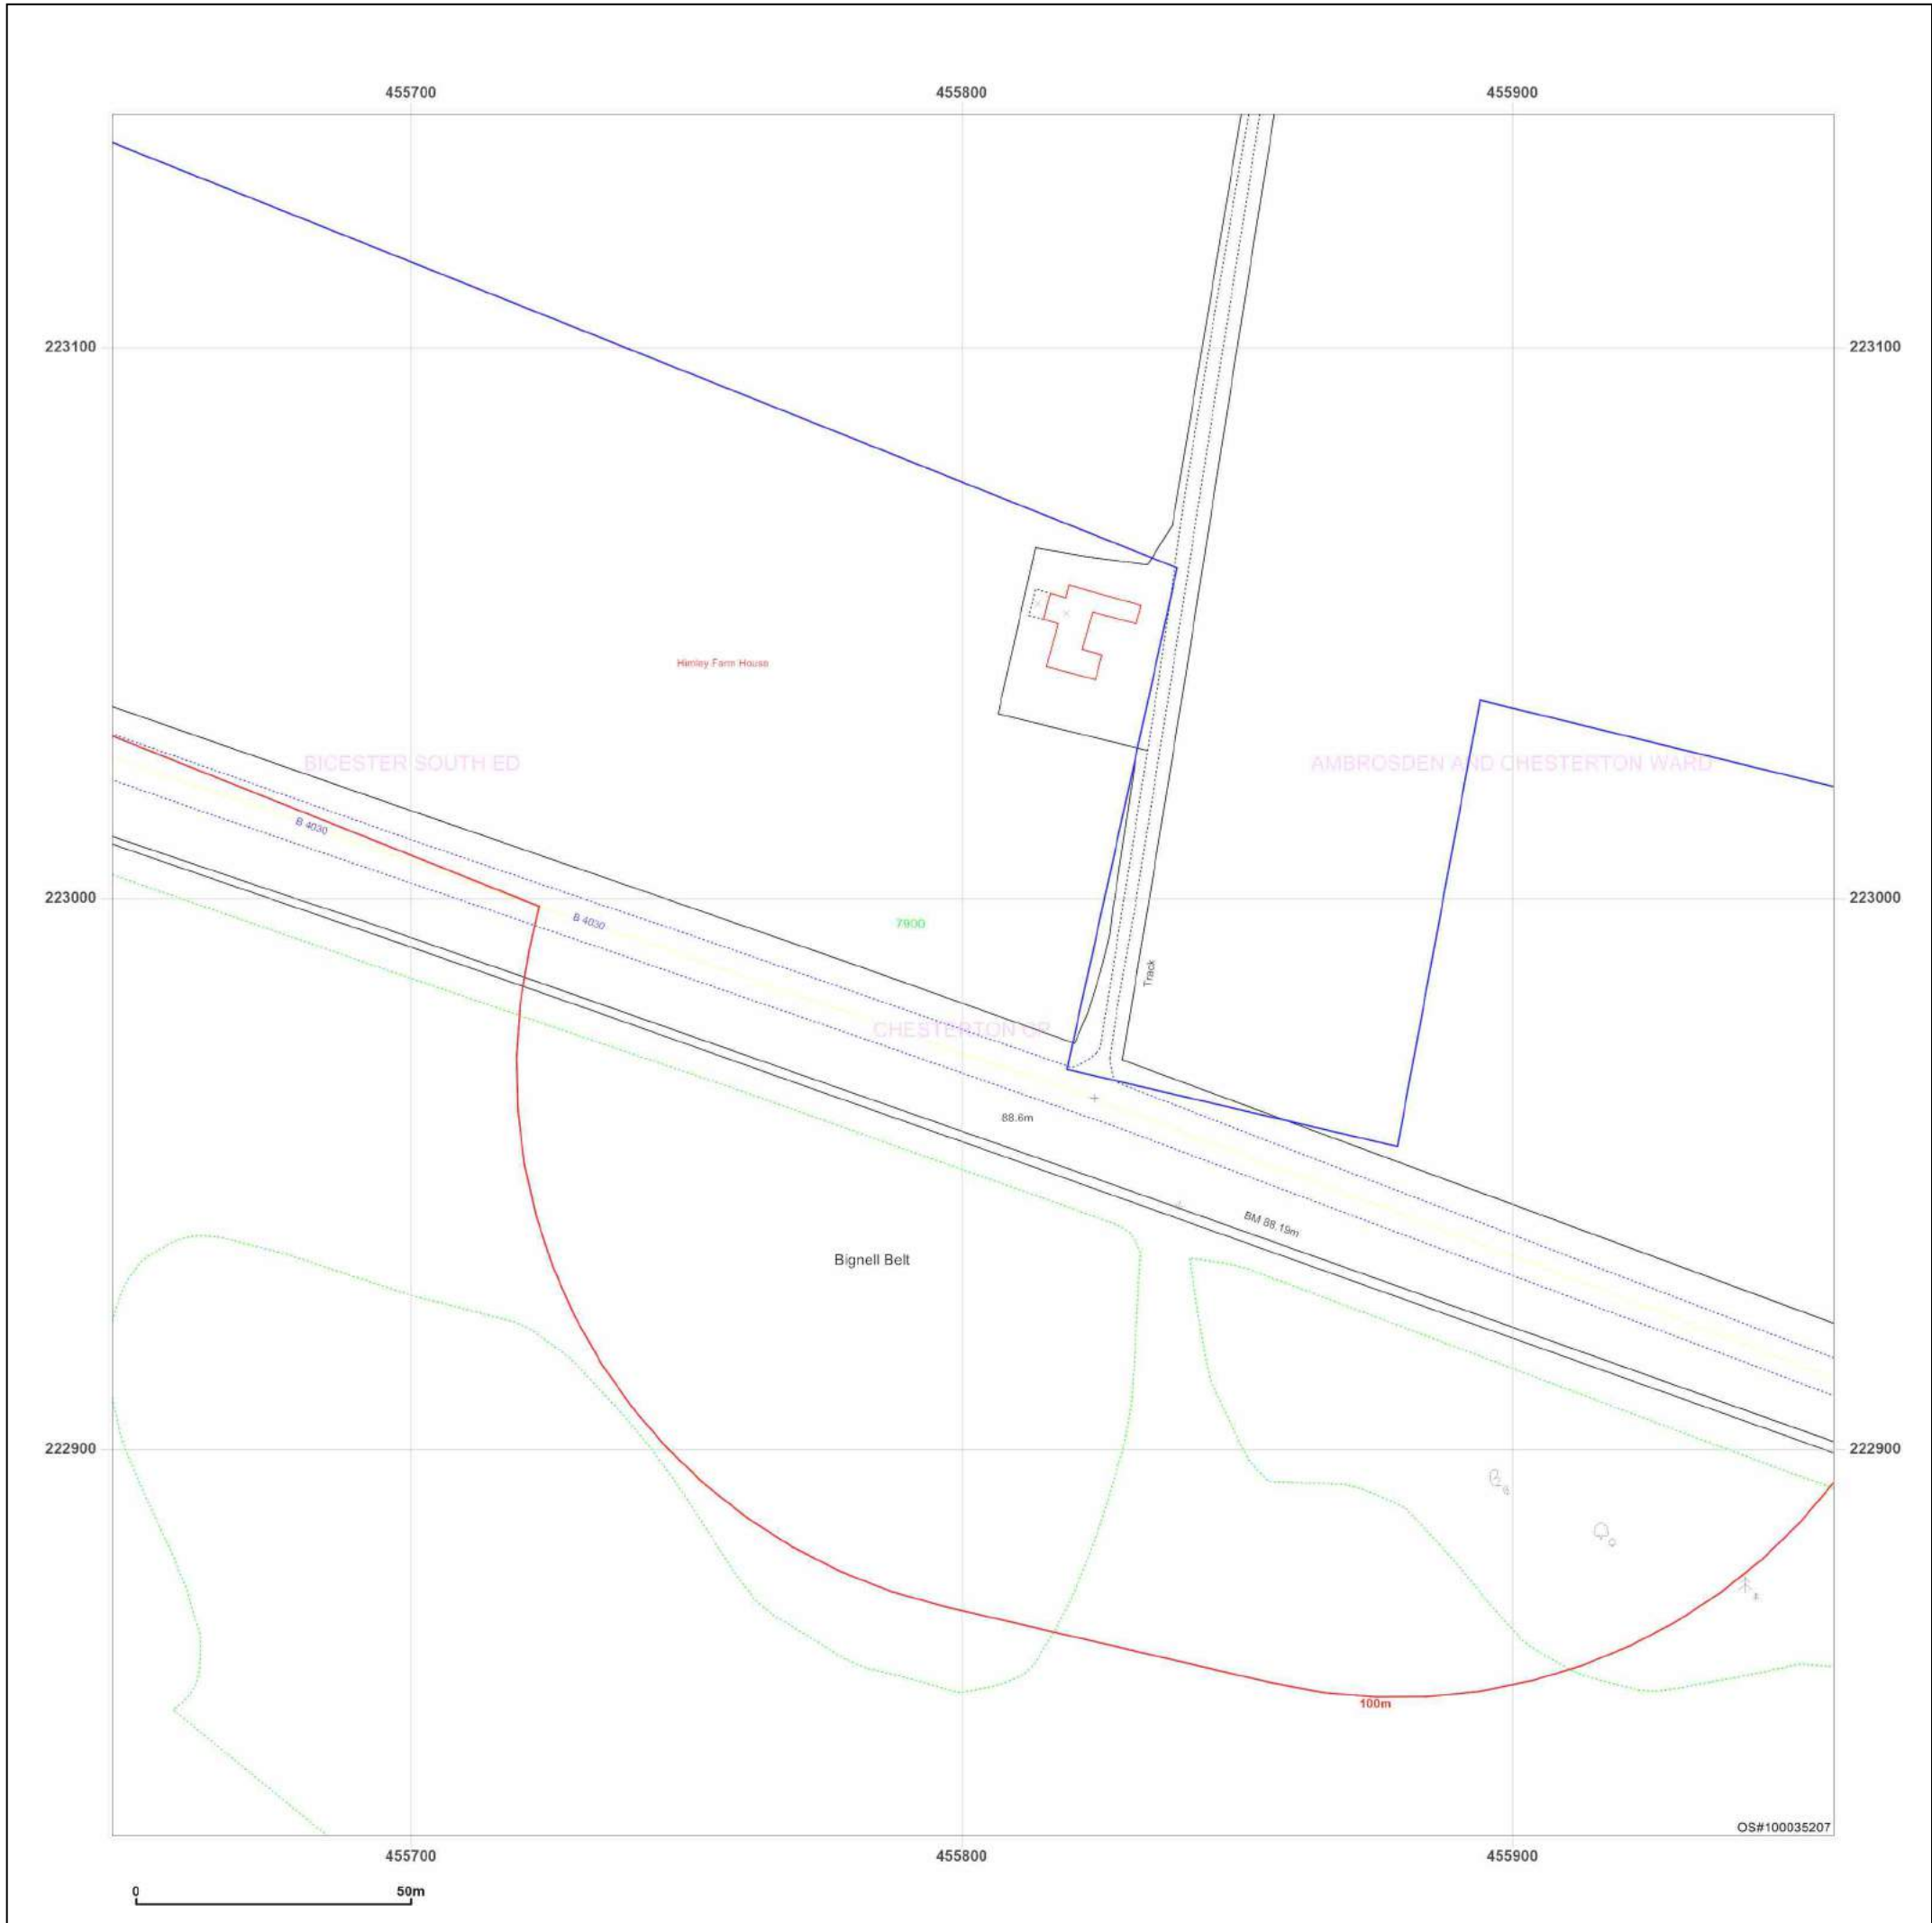 455700 455800 455900
223100 223100
Himley Farm House
BICESTER SOUTH ED AMBROSDEN AND CHESTERTON WARD
B 4030
223000 223000
B 4030
7900
Track
CHESTERTON CP
88.6m
BM 88.19m
Bignell Belt
222900 222900
100m
OS#100035207
455700 455800 455900
0 50m